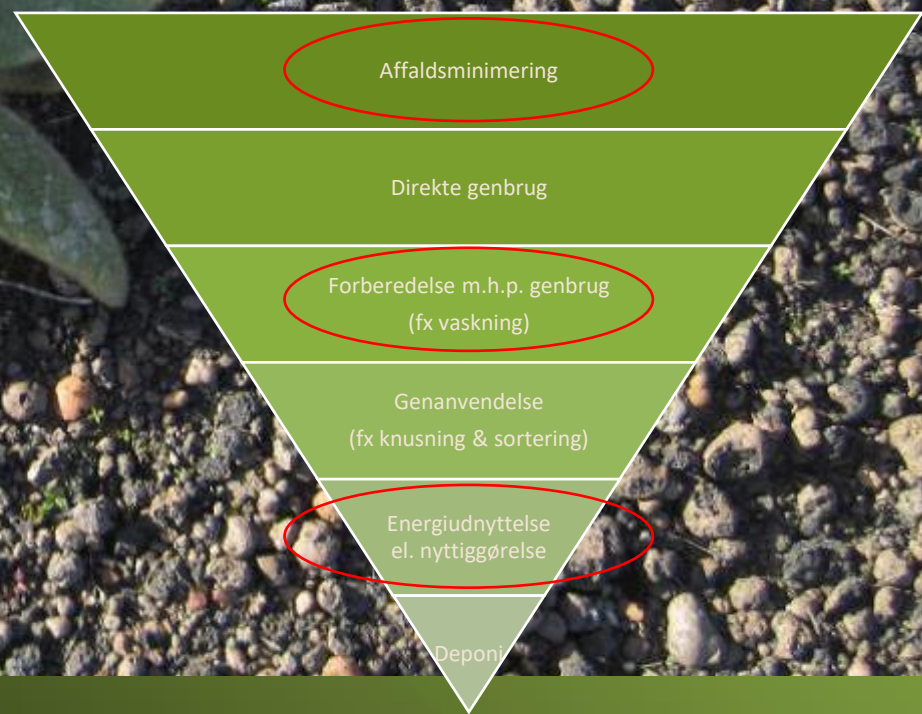 Affaldsminimering
Direkte genbrug
Forberedelse m.h.p. genbrug
(fx vaskning)
Genanvendelse
(fx knusning & sortering)
Energiudnyttelse
el. nyttiggørelse
Deponi